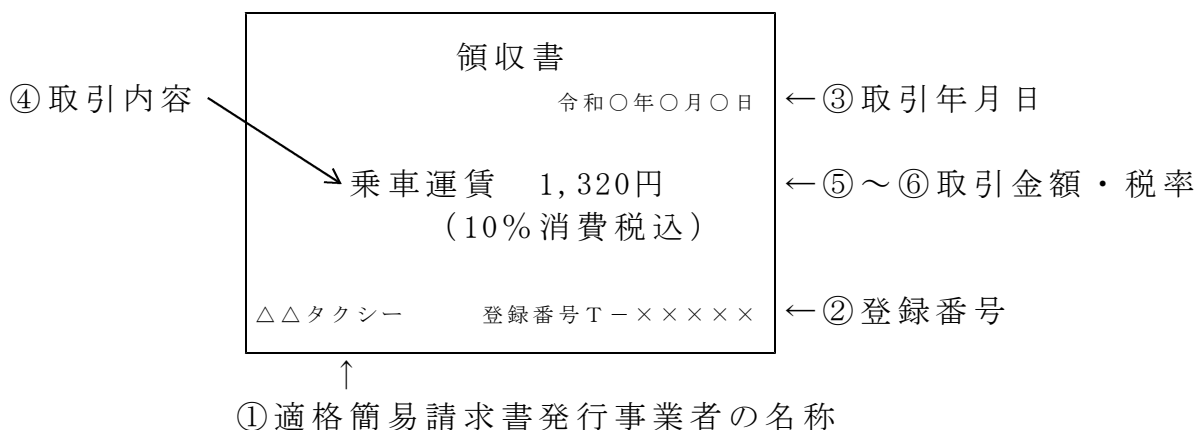 領収書
④取引内容
令和○年○月○日 ←③取引年月日
乗車運賃 1,320円 ←⑤～⑥取引金額・税率
(10%消費税込)
△△タクシー 登録番号T－××××× ←②登録番号
↑
①適格簡易請求書発行事業者の名称